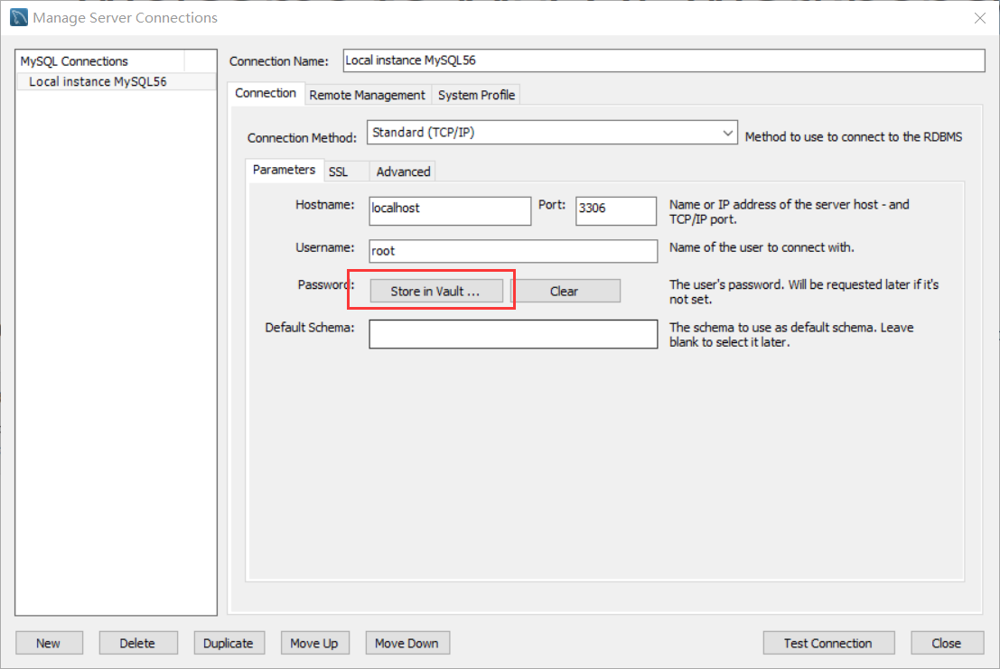 Manage Server Connections
MySQL Connections
Local instance MySQL56
Connection Name: Local instance MySQL56
Connection Remote Management System Profile
Connection Method: Standard (TCP/IP) Method to use to connect to the RDBMS
Parameters SSL Advanced
Hostname: localhost Port: 3306 Name or IP address of the server host - and
TCP/IP port.
Username: root Name of the user to connect with.
Password: Store in Vault ... Clear The user's password. Will be requested later if it's
not set.
Default Schema: The schema to use as default schema. Leave
blank to select it later.
New Delete Duplicate Move Up Move Down Test Connection Close